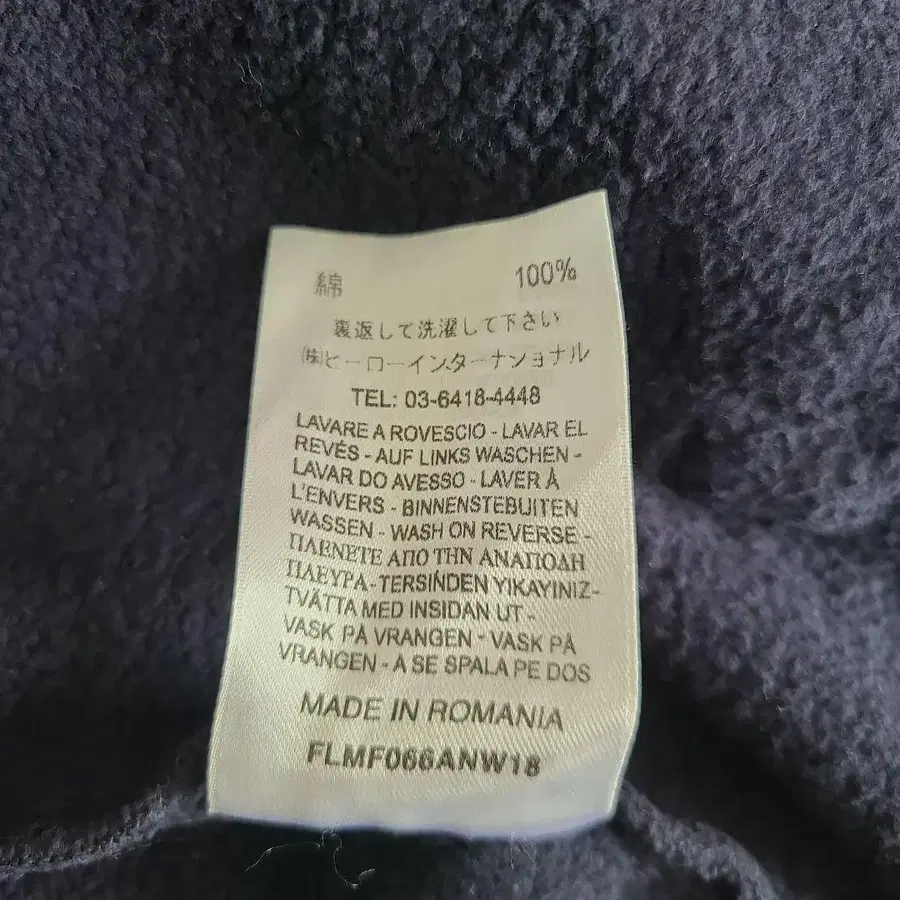 綿 100%
裏返して洗濯して下さい
(株)ヒーローインターナショナル
TEL: 03-6418-4448
LAVARE A ROVESCIO - LAVAR EL
REVÉS - AUF LINKS WASCHEN -
LAVAR DO AVESSO - LAVER À
L'ENVERS - BINNENSTEBUITEN
WASSEN - WASH ON REVERSE -
ΠΛΕΝΕΤΕ ΑΠΟ ΤΗΝ ΑΝΑΠΟΔΗ
ΠΛΕΥΡΑ - TERSİNDEN YIKAYINIZ-
TVÄTTA MED INSIDAN UT -
VASK PÅ VRANGEN - VASK PÅ
VRANGEN - A SE SPALA PE DOS
MADE IN ROMANIA
FLMF066ANW18